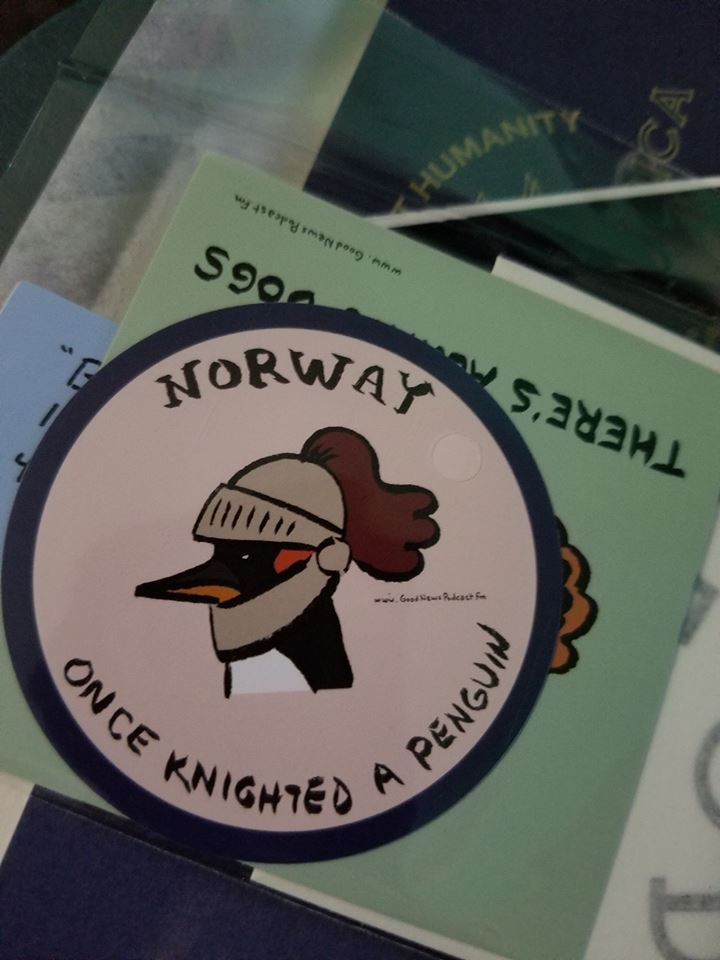 NORWAY
www.GoodNewsPodcast.fm
ONCE KNIGHTED A PENGUIN
www.GoodNewsPodcast.fm
THERE'S
DOGS
HUMANITY